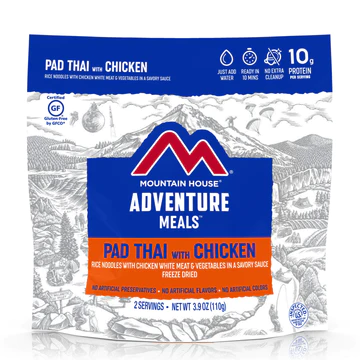 PAD THAI WITH CHICKEN
RICE NOODLES WITH CHICKEN WHITE MEAT & VEGETABLES IN A SAVORY SAUCE
JUST ADD WATER
READY IN 10 MINS
NO EXTRA CLEANUP
10g PROTEIN PER SERVING
Certified
GF
Gluten-Free
by GFCO
MOUNTAIN HOUSE
ADVENTURE
MEALS™
PAD THAI WITH CHICKEN
RICE NOODLES WITH CHICKEN WHITE MEAT & VEGETABLES IN A SAVORY SAUCE
FREEZE DRIED
NO ARTIFICIAL PRESERVATIVES • NO ARTIFICIAL FLAVORS • NO ARTIFICIAL COLORS
2 SERVINGS • NET WT 3.9 OZ (110g)
INSPECTED